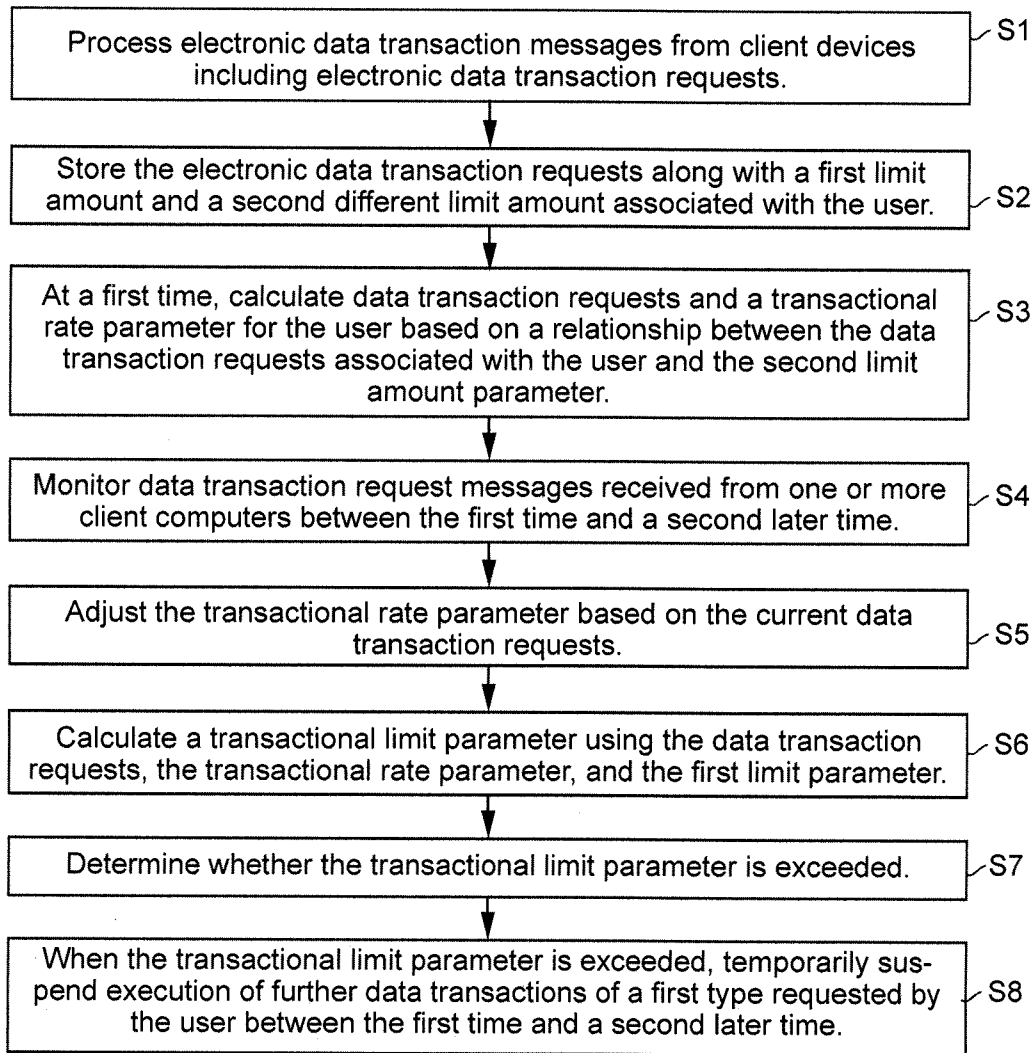 Process electronic data transaction messages from client devices
including electronic data transaction requests.
S1
Store the electronic data transaction requests along with a first limit
amount and a second different limit amount associated with the user.
S2
At a first time, calculate data transaction requests and a transactional
rate parameter for the user based on a relationship between the data
transaction requests associated with the user and the second limit
amount parameter.
S3
Monitor data transaction request messages received from one or more
client computers between the first time and a second later time.
S4
Adjust the transactional rate parameter based on the current data
transaction requests.
S5
Calculate a transactional limit parameter using the data transaction
requests, the transactional rate parameter, and the first limit parameter.
S6
Determine whether the transactional limit parameter is exceeded.
S7
When the transactional limit parameter is exceeded, temporarily sus-
pend execution of further data transactions of a first type requested by
the user between the first time and a second later time.
S8